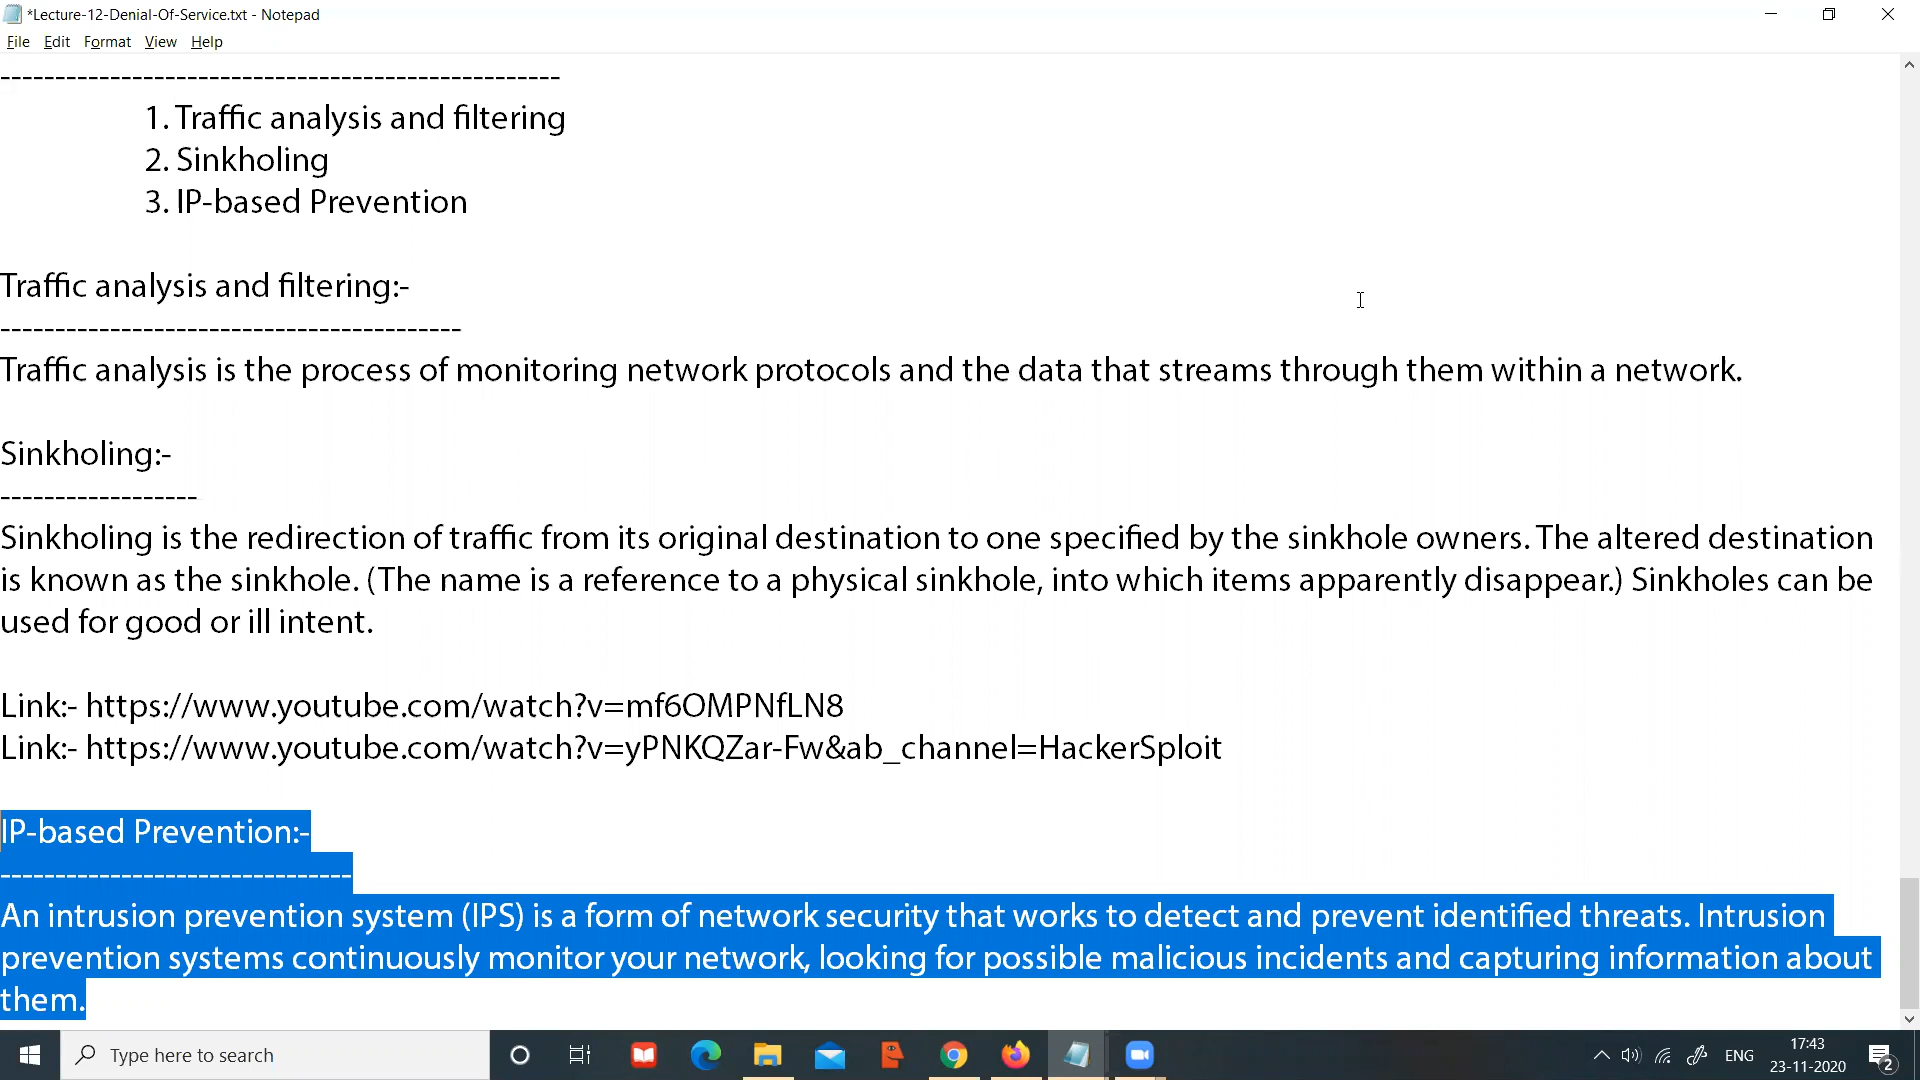 *Lecture-12-Denial-Of-Service.txt - Notepad
File Edit Format View Help
----------------------------------------------------
1. Traffic analysis and filtering
2. Sinkholing
3. IP-based Prevention
Traffic analysis and filtering:-
-------------------------------------------
Traffic analysis is the process of monitoring network protocols and the data that streams through them within a network.
Sinkholing:-
------------------
Sinkholing is the redirection of traffic from its original destination to one specified by the sinkhole owners. The altered destination
is known as the sinkhole. (The name is a reference to a physical sinkhole, into which items apparently disappear.) Sinkholes can be
used for good or ill intent.
Link:- https://www.youtube.com/watch?v=mf6OMPNfLN8
Link:- https://www.youtube.com/watch?v=yPNKQZar-Fw&ab_channel=HackerSploit
IP-based Prevention:-
--------------------------------
An intrusion prevention system (IPS) is a form of network security that works to detect and prevent identified threats. Intrusion
prevention systems continuously monitor your network, looking for possible malicious incidents and capturing information about
them.
Type here to search
ENG
17:43
23-11-2020
2